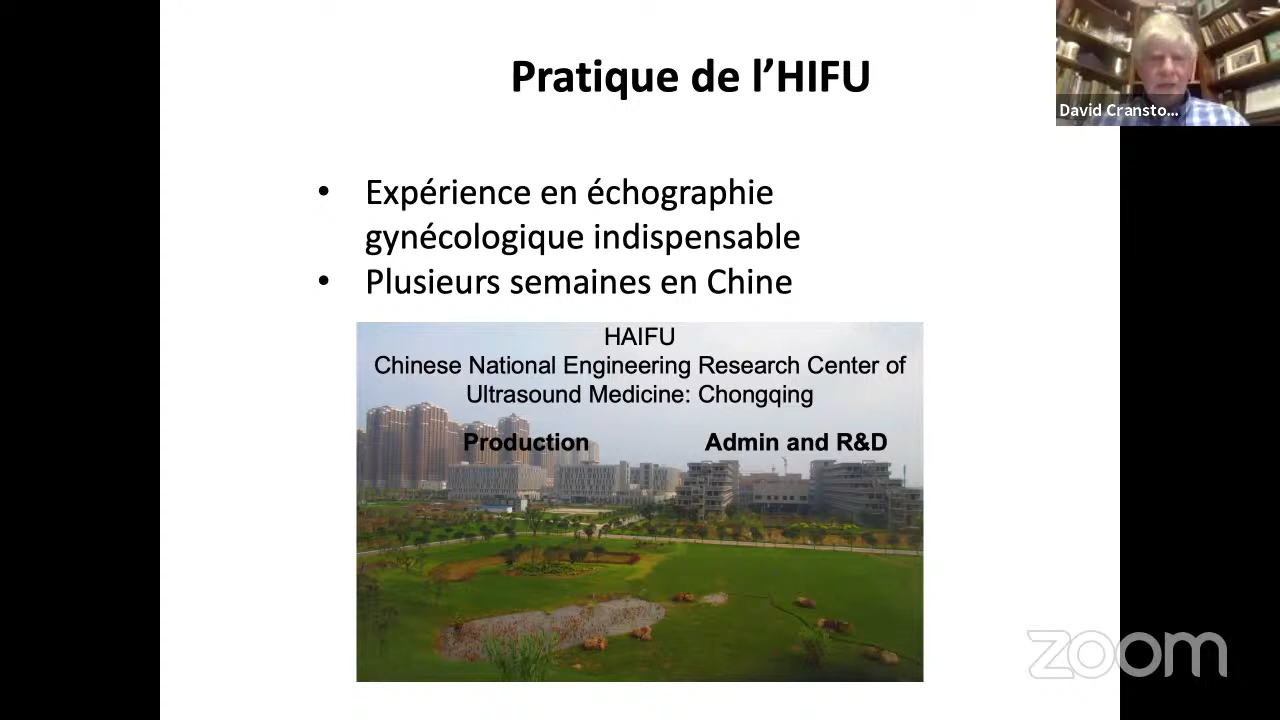 Pratique de l’HIFU
David Cransto...
• Expérience en échographie
gynécologique indispensable
• Plusieurs semaines en Chine
HAIFU
Chinese National Engineering Research Center of
Ultrasound Medicine: Chongqing
Production
Admin and R&D
zoom